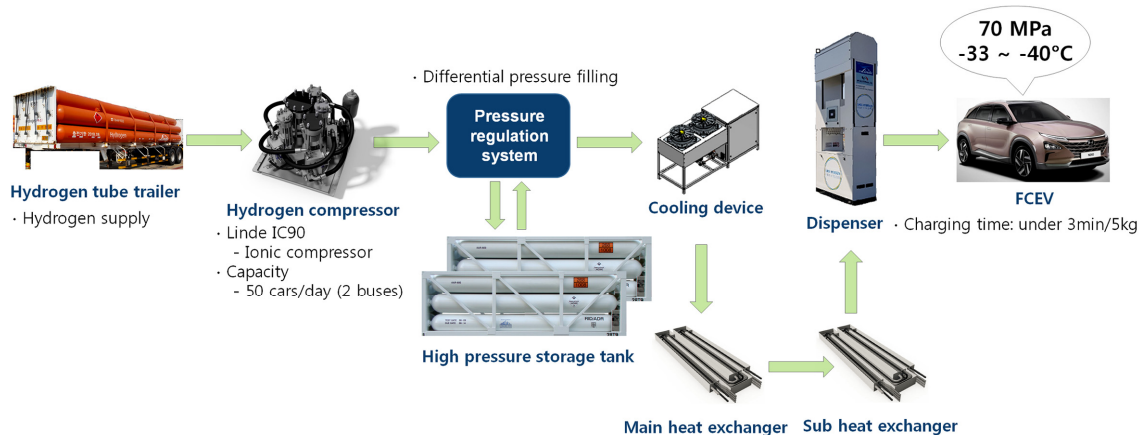 70 MPa
-33 ~ -40℃
· Differential pressure filling
Pressure
regulation
system
Hydrogen tube trailer
· Hydrogen supply
Hydrogen compressor
· Linde IC90
- Ionic compressor
· Capacity
- 50 cars/day (2 buses)
High pressure storage tank
Cooling device
Dispenser
FCEV
· Charging time: under 3min/5kg
Main heat exchanger
Sub heat exchanger